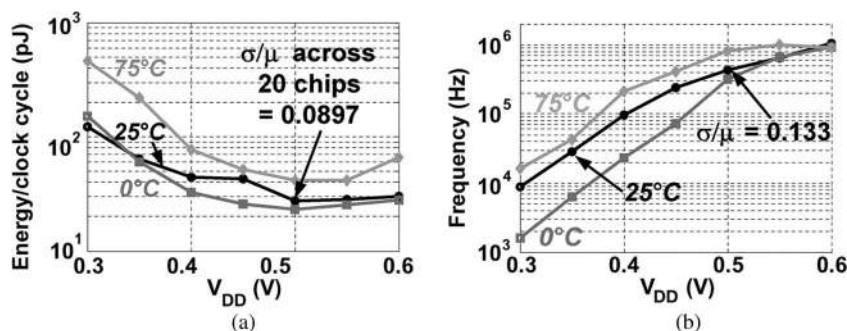 Energy/clock cycle (pJ)
10³
10²
10¹
75°C
25°C
0°C
σ/μ across
20 chips
= 0.0897
0.3 0.4 0.5 0.6
V_DD (V)
(a)
Frequency (Hz)
10⁶
10⁵
10⁴
10³
75°C
σ/μ = 0.133
25°C
0°C
0.3 0.4 0.5 0.6
V_DD (V)
(b)